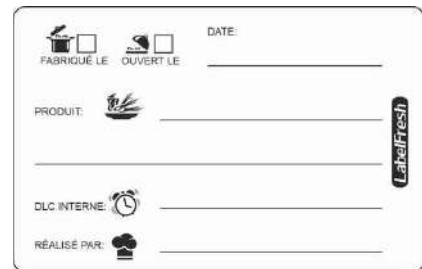 FABRIQUÉ LE
OUVERT LE
DATE:
PRODUIT:
LabelFresh
DLC INTERNE:
RÉALISÉ PAR: